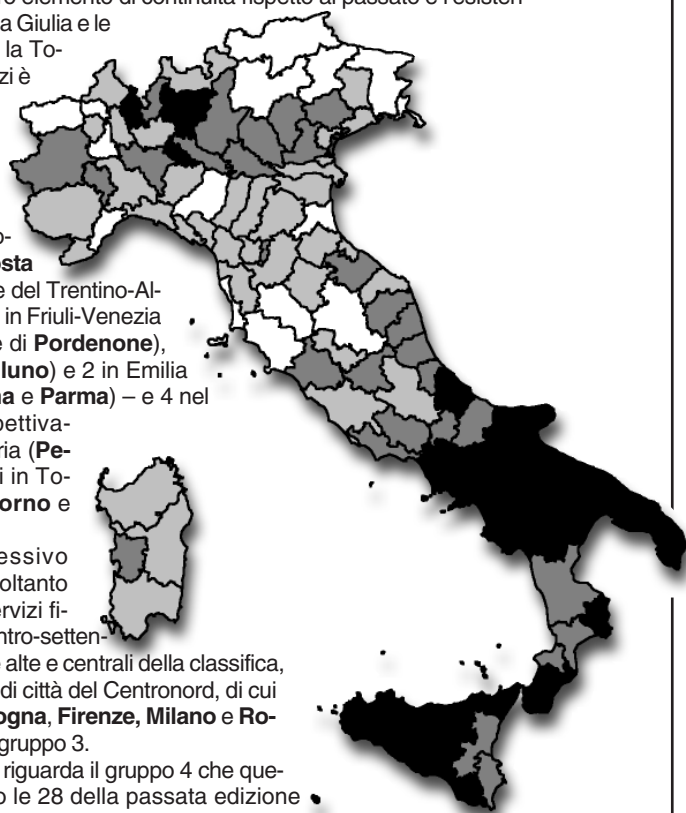 elemento di continuità rispetto al passato è l'esisten
a Giulia e le
la To-
zi è
o-
osta
e del Trentino-Al-
in Friuli-Venezia
e di Pordenone),
luno) e 2 in Emilia
na e Parma) – e 4 nel
pettiva-
ria (Pe-
i in To-
orno e
essivo
oltanto
ervizi fi-
ntro-setten-
e alte e centrali della classifica,
di città del Centronord, di cui
ogna, Firenze, Milano e Ro-
gruppo 3.
riguarda il gruppo 4 che que-
o le 28 della passata edizione